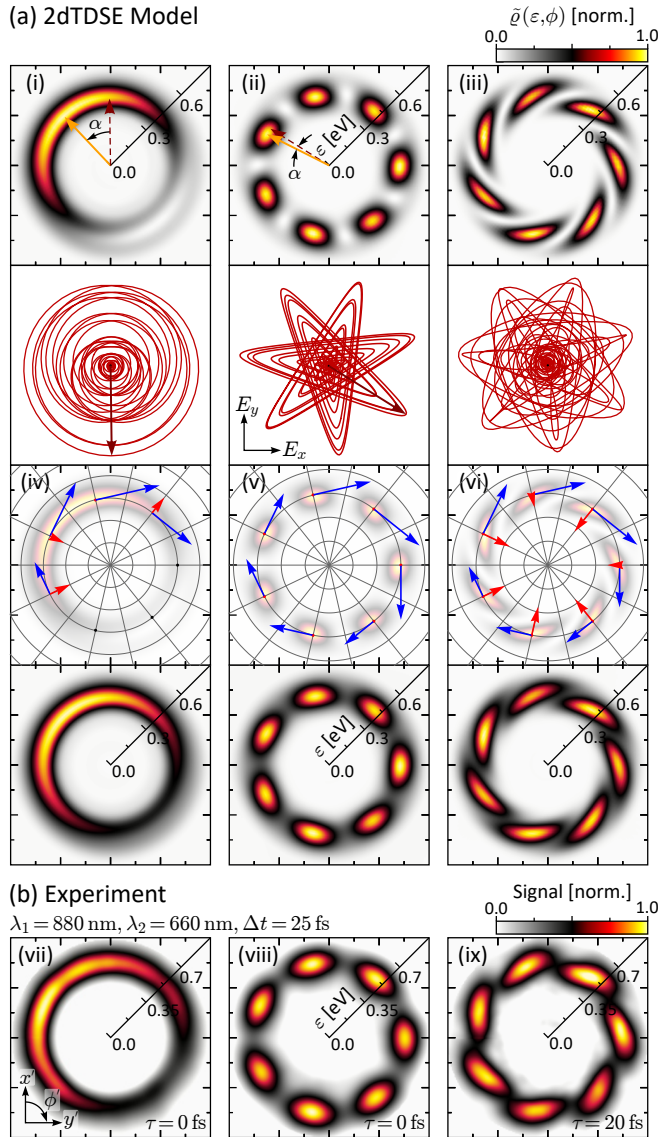 (a) 2dTDSE Model
ϱ̃(ε,ϕ) [norm.]
0.0 0.5 1.0
(i) (ii) (iii)
0.6 0.6
α 0.3 ε [eV] 0.3
0.0 α 0.0 0.0
E_y
E_x
(iv) (v) (vi)
0.6 0.6 0.6
0.3 ε [eV] 0.3 0.3
0.0 0.0 0.0
(b) Experiment
Signal [norm.]
λ₁ = 880 nm, λ₂ = 660 nm, Δt = 25 fs
0.0 0.5 1.0
(vii) (viii) (ix)
0.7 0.7 0.7
0.35 ε [eV] 0.35 0.35
0.0 0.0 0.0
x′
ϕ′
y′ τ = 0 fs τ = 0 fs τ = 20 fs